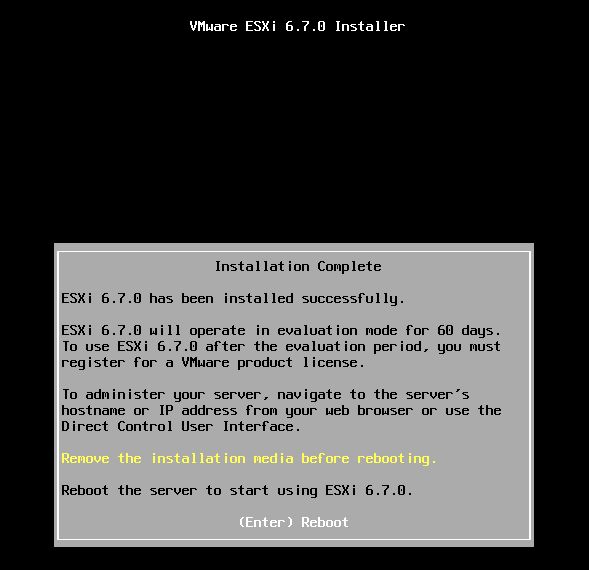 VMware ESXi 6.7.0 Installer
Installation Complete
ESXi 6.7.0 has been installed successfully.
ESXi 6.7.0 will operate in evaluation mode for 60 days.
To use ESXi 6.7.0 after the evaluation period, you must
register for a VMware product license.
To administer your server, navigate to the server's
hostname or IP address from your web browser or use the
Direct Control User Interface.
Remove the installation media before rebooting.
Reboot the server to start using ESXi 6.7.0.
(Enter) Reboot